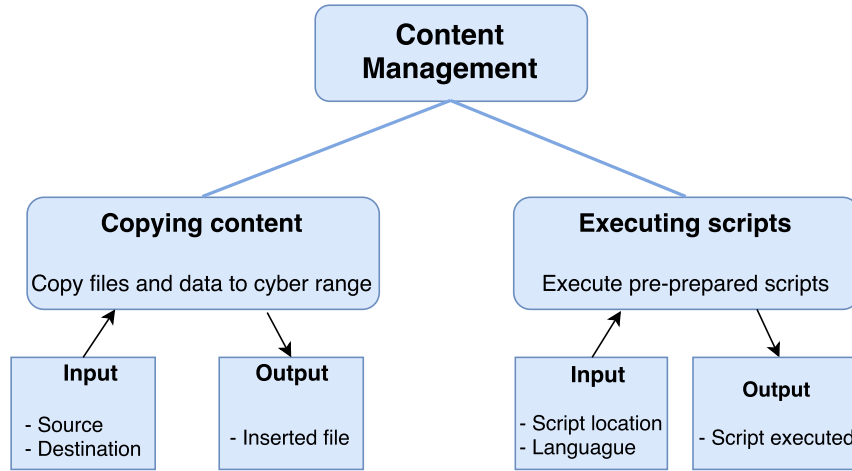 Content
Management
Copying content
Copy files and data to cyber range
Executing scripts
Execute pre-prepared scripts
Input
- Source
- Destination
Output
- Inserted file
Input
- Script location
- Languague
Output
- Script executed